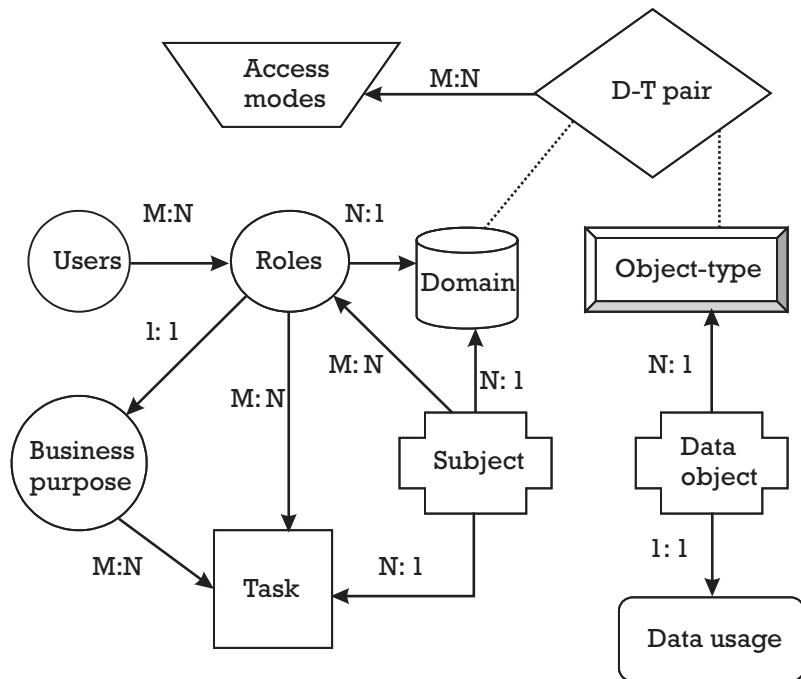 Access
modes
M:N
D-T pair
M:N
N:1
Users
Roles
Domain
Object-type
1: 1
M: N
M: N
N: 1
N: 1
Business
purpose
Subject
Data
object
M:N
N: 1
1: 1
Task
Data usage